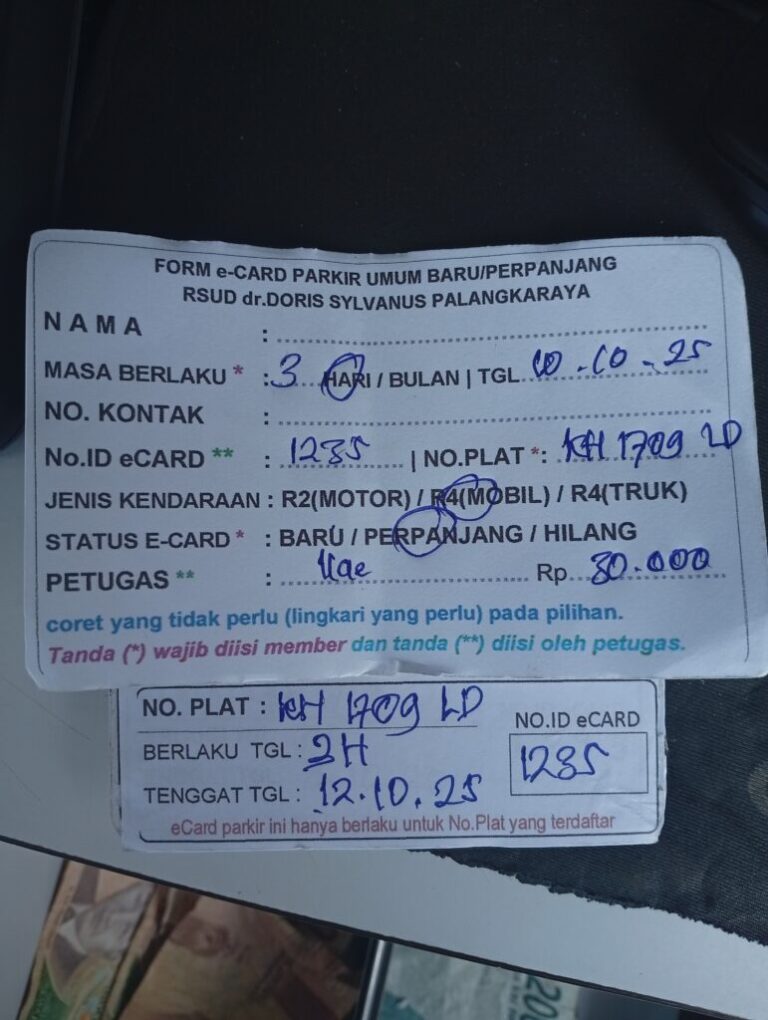 FORM e-CARD PARKIR UMUM BARU/PERPANJANG
RSUD dr.DORIS SYLVANUS PALANGKARAYA
NAMA :
MASA BERLAKU * : 3 HARI / BULAN | TGL 10-10-25
NO. KONTAK :
No.ID eCARD ** : 1235 | NO.PLAT *: KH 1709 LD
JENIS KENDARAAN : R2(MOTOR) / R4(MOBIL) / R4(TRUK)
STATUS E-CARD * : BARU / PERPANJANG / HILANG
PETUGAS ** : Rp 30.000
coret yang tidak perlu (lingkari yang perlu) pada pilihan.
Tanda (*) wajib diisi member dan tanda (**) diisi oleh petugas.
NO. PLAT : KH 1709 LD
NO.ID eCARD
BERLAKU TGL : 3H
1235
TENGGAT TGL : 12.10.25
eCard parkir ini hanya berlaku untuk No.Plat yang terdaftar